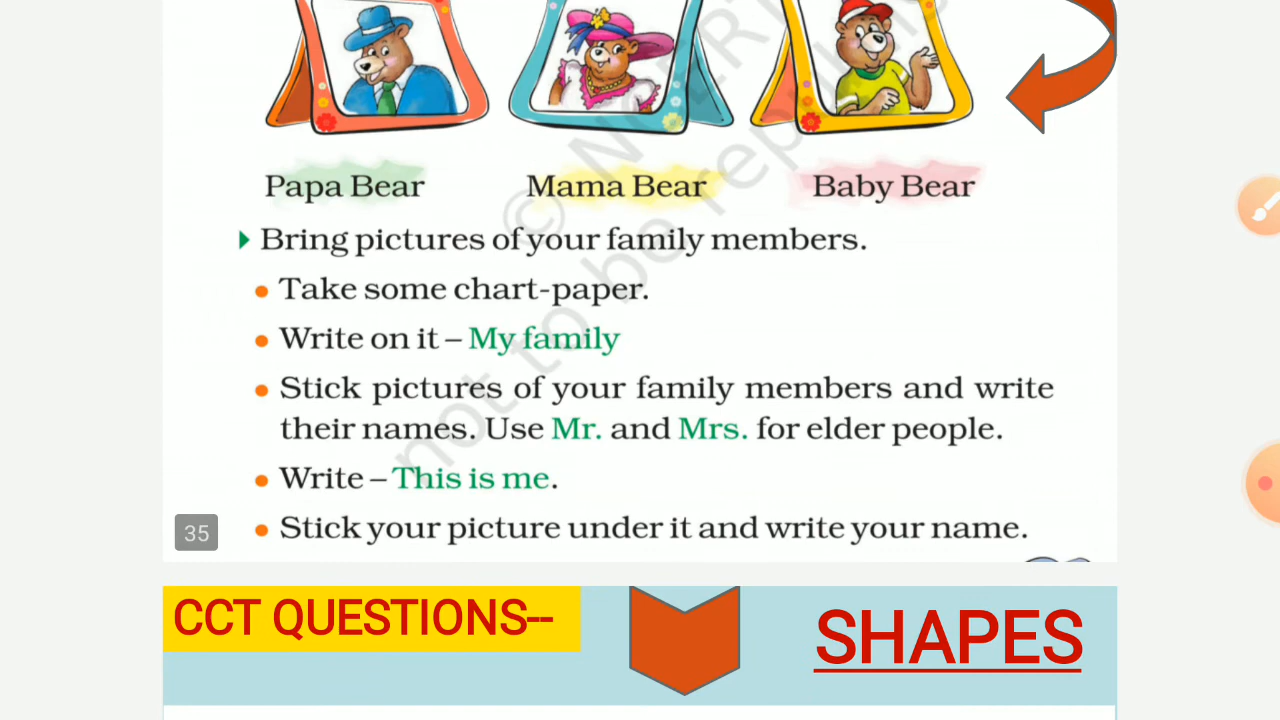 Papa Bear Mama Bear Baby Bear
Bring pictures of your family members.
Take some chart-paper.
Write on it – My family
Stick pictures of your family members and write
their names. Use Mr. and Mrs. for elder people.
Write – This is me.
35
Stick your picture under it and write your name.
CCT QUESTIONS--
SHAPES